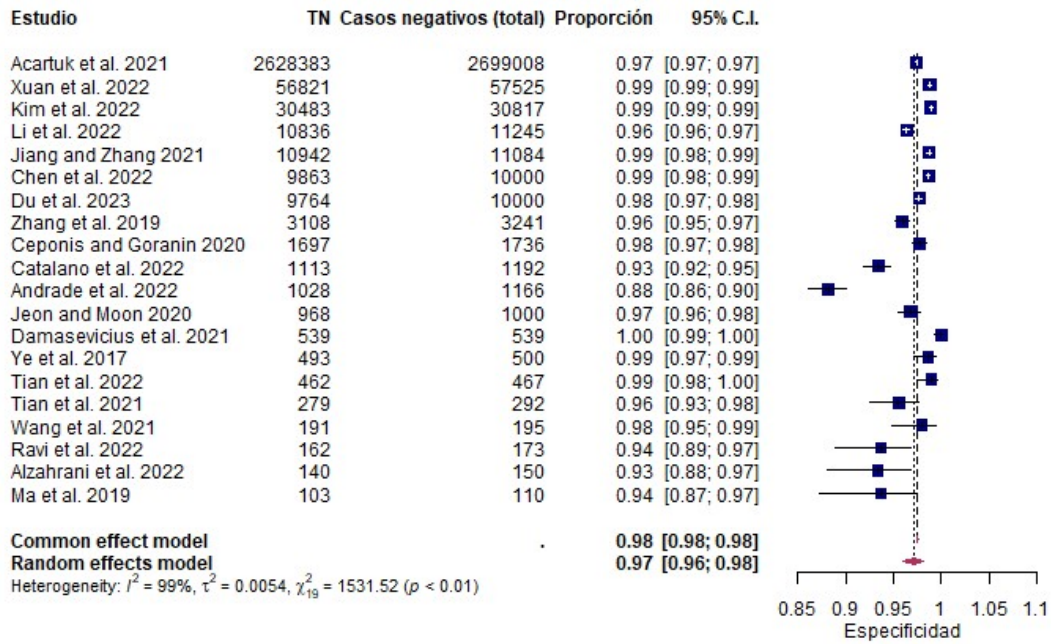 Estudio TN Casos negativos (total) Proporción 95% C.I.
Acartuk et al. 2021 2628383 2699008 0.97 [0.97; 0.97]
Xuan et al. 2022 56821 57525 0.99 [0.99; 0.99]
Kim et al. 2022 30483 30817 0.99 [0.99; 0.99]
Li et al. 2022 10836 11245 0.96 [0.96; 0.97]
Jiang and Zhang 2021 10942 11084 0.99 [0.98; 0.99]
Chen et al. 2022 9863 10000 0.99 [0.98; 0.99]
Du et al. 2023 9764 10000 0.98 [0.97; 0.98]
Zhang et al. 2019 3108 3241 0.96 [0.95; 0.97]
Ceponis and Goranin 2020 1697 1736 0.98 [0.97; 0.98]
Catalano et al. 2022 1113 1192 0.93 [0.92; 0.95]
Andrade et al. 2022 1028 1166 0.88 [0.86; 0.90]
Jeon and Moon 2020 968 1000 0.97 [0.96; 0.98]
Damasevicius et al. 2021 539 539 1.00 [0.99; 1.00]
Ye et al. 2017 493 500 0.99 [0.97; 0.99]
Tian et al. 2022 462 467 0.99 [0.98; 1.00]
Tian et al. 2021 279 292 0.96 [0.93; 0.98]
Wang et al. 2021 191 195 0.98 [0.95; 0.99]
Ravi et al. 2022 162 173 0.94 [0.89; 0.97]
Alzahrani et al. 2022 140 150 0.93 [0.88; 0.97]
Ma et al. 2019 103 110 0.94 [0.87; 0.97]
Common effect model . 0.98 [0.98; 0.98]
Random effects model 0.97 [0.96; 0.98]
Heterogeneity: I² = 99%, τ² = 0.0054, χ²₁₉ = 1531.52 (p < 0.01)
0.85 0.9 0.95 1 1.05 1.1
Especificidad